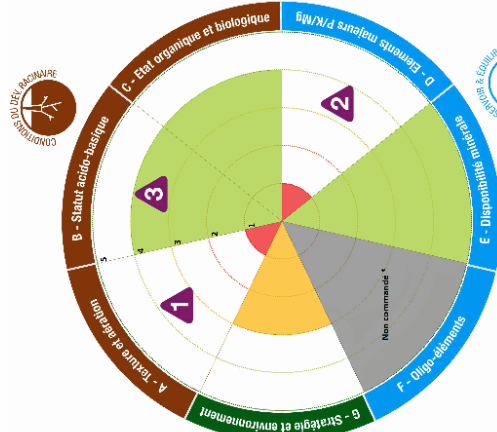 CONDITIONS DU DEV. RACINAIRE
A - Texture et aération
B - Statut acido-basique
C - Etat organique et biologique
D - Elements majeurs P/K/Mg
E - Disponibilité minérale
F - Oligo-éléments
G - Stratégie et environnement
5
4
3
2
1
1
3
2
Non commandé *